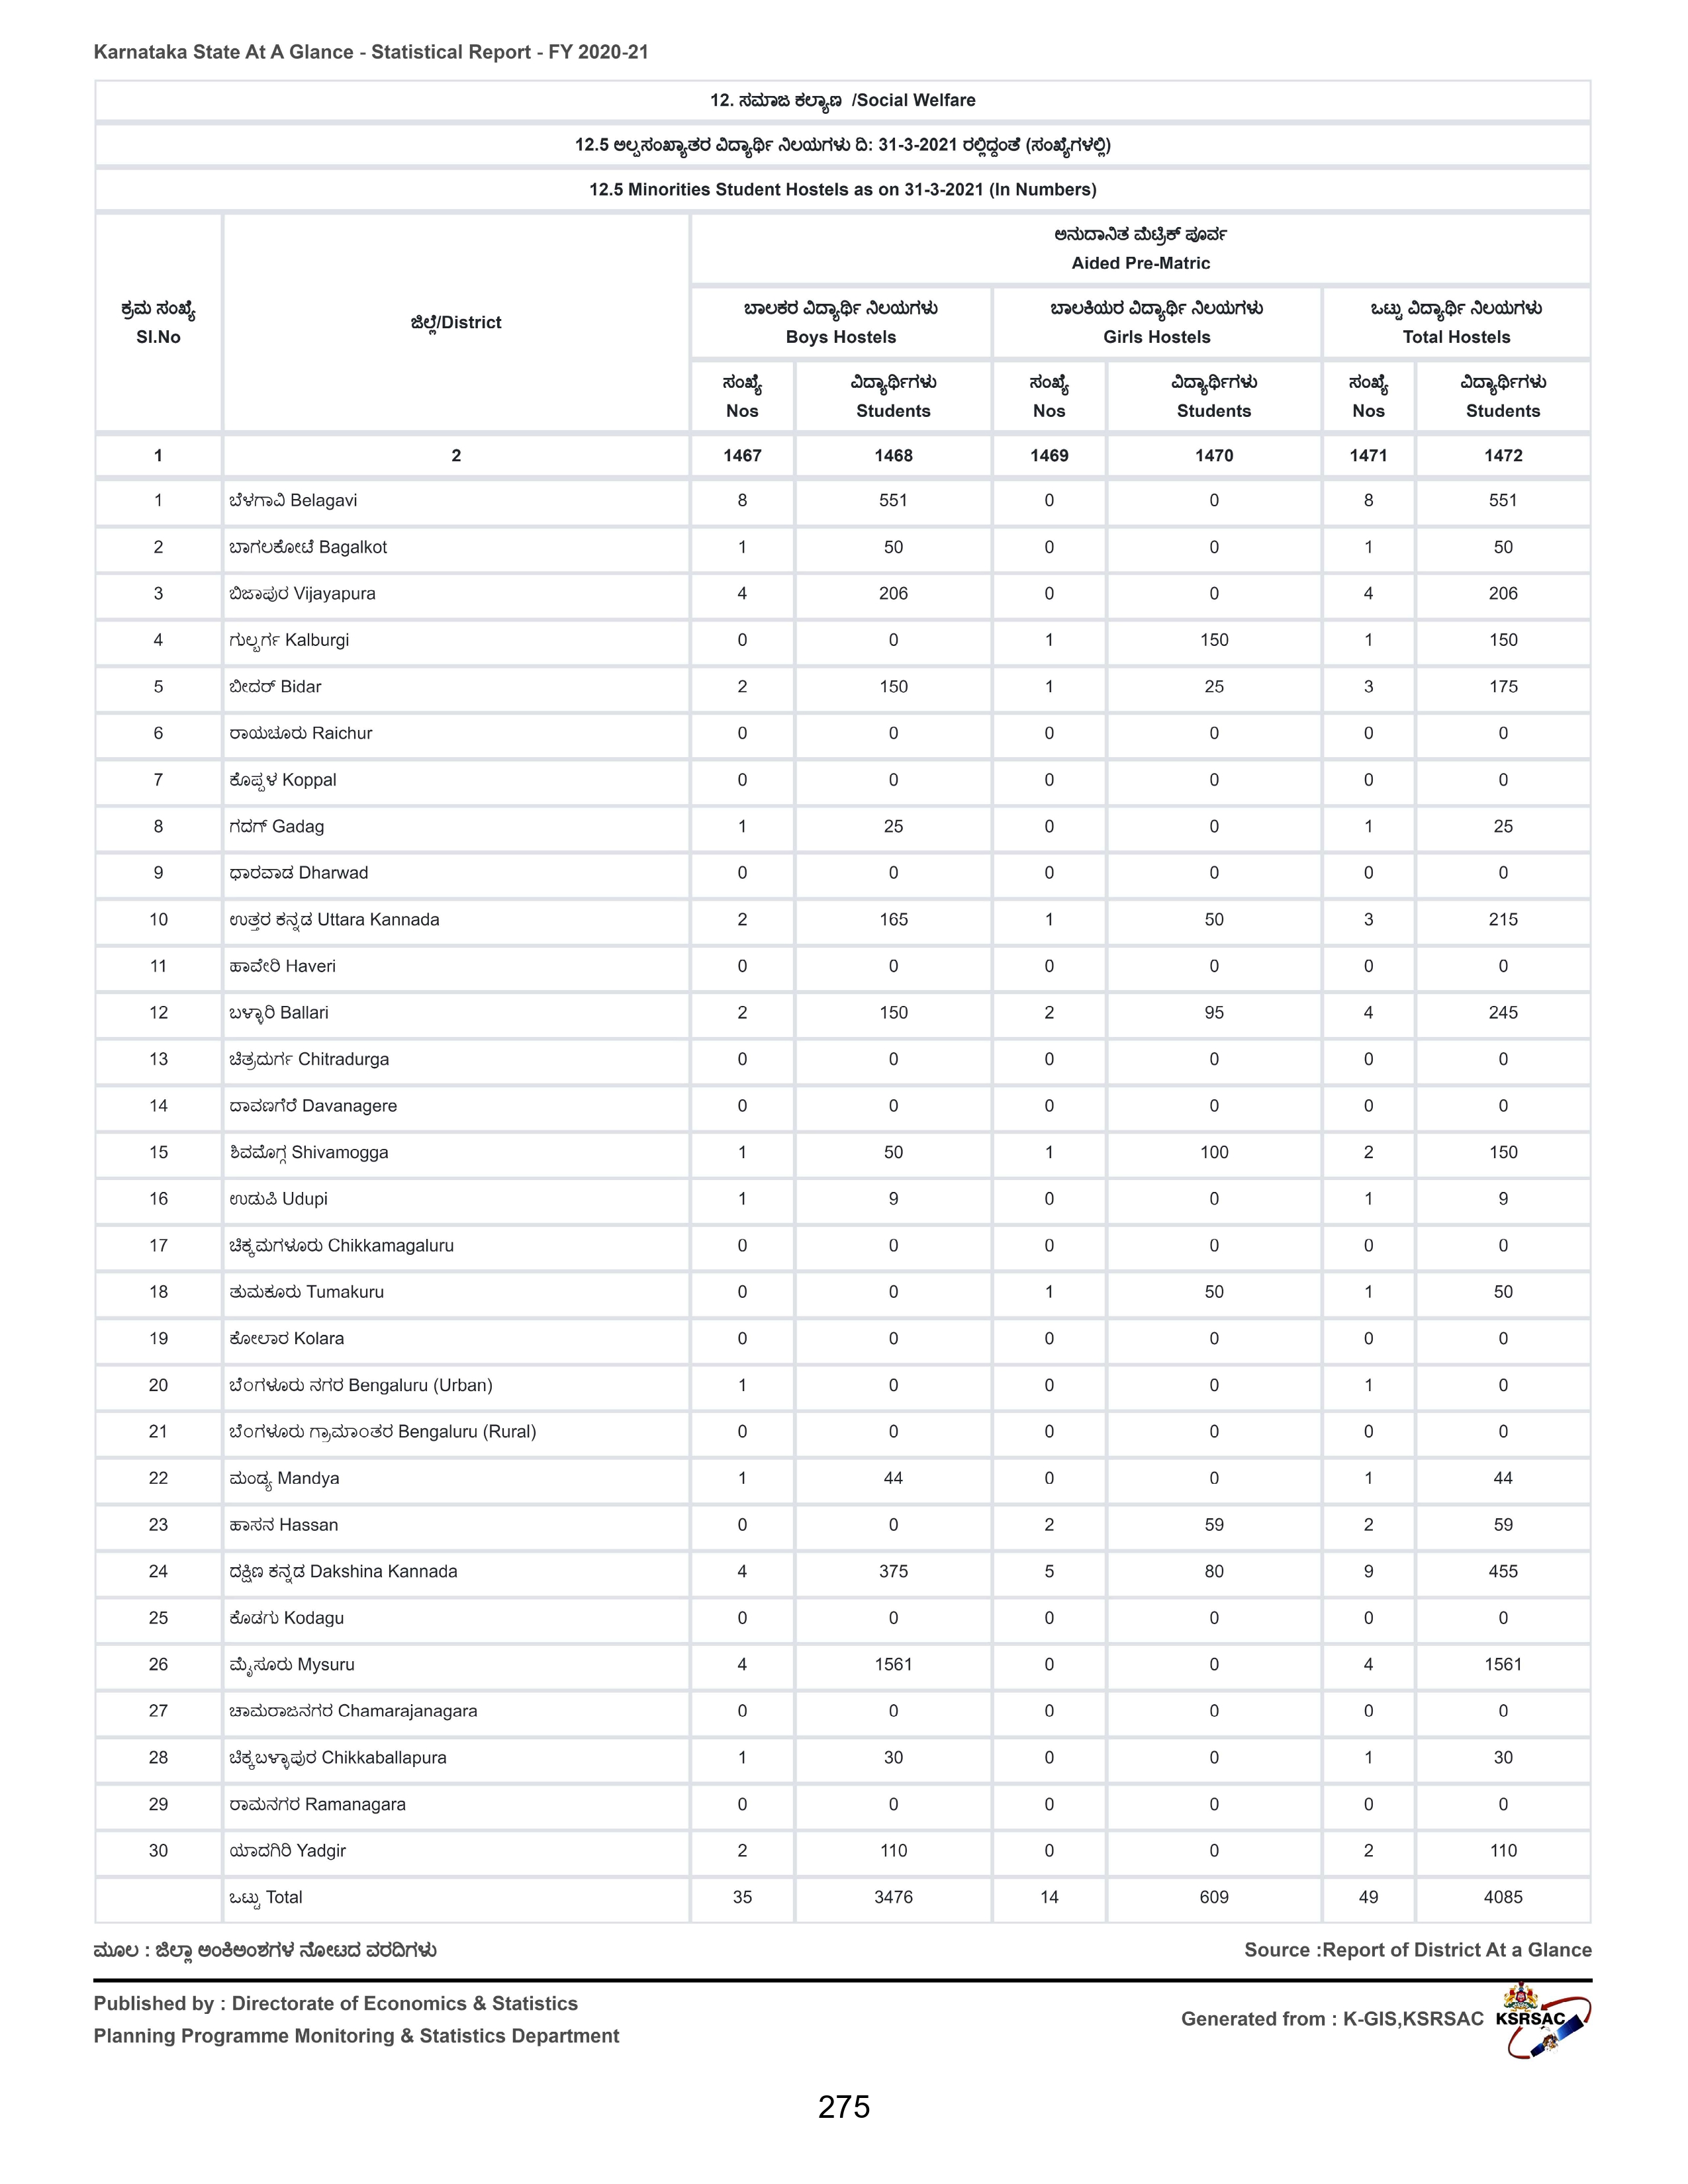 Karnataka State At A Glance - Statistical Report - FY 2020-21
12. ಸಮಾಜ ಕಲ್ಯಾಣ /Social Welfare
12.5 ಅಲ್ಪಸಂಖ್ಯಾತರ ವಿದ್ಯಾರ್ಥಿ ನಿಲಯಗಳು ದಿ: 31-3-2021 ರಲ್ಲಿದ್ದಂತೆ (ಸಂಖ್ಯೆಗಳಲ್ಲಿ)
12.5 Minorities Student Hostels as on 31-3-2021 (In Numbers)
ಕ್ರಮ ಸಂಖ್ಯೆ
Sl.No
ಜಿಲ್ಲೆ/District
ಅನುದಾನಿತ ಮೆಟ್ರಿಕ್ ಪೂರ್ವ
Aided Pre-Matric
ಬಾಲಕರ ವಿದ್ಯಾರ್ಥಿ ನಿಲಯಗಳು ಬಾಲಕಿಯರ ವಿದ್ಯಾರ್ಥಿ ನಿಲಯಗಳು ಒಟ್ಟು ವಿದ್ಯಾರ್ಥಿ ನಿಲಯಗಳು
Boys Hostels Girls Hostels Total Hostels
ಸಂಖ್ಯೆ ವಿದ್ಯಾರ್ಥಿಗಳು ಸಂಖ್ಯೆ ವಿದ್ಯಾರ್ಥಿಗಳು ಸಂಖ್ಯೆ ವಿದ್ಯಾರ್ಥಿಗಳು
Nos Students Nos Students Nos Students
1 2 1467 1468 1469 1470 1471 1472
1 ಬೆಳಗಾವಿ Belagavi 8 551 0 0 8 551
2 ಬಾಗಲಕೋಟೆ Bagalkot 1 50 0 0 1 50
3 ಬಿಜಾಪುರ Vijayapura 4 206 0 0 4 206
4 ಗುಲ್ಬರ್ಗ Kalburgi 0 0 1 150 1 150
5 ಬೀದರ್ Bidar 2 150 1 25 3 175
6 ರಾಯಚೂರು Raichur 0 0 0 0 0 0
7 ಕೊಪ್ಪಳ Koppal 0 0 0 0 0 0
8 ಗದಗ್ Gadag 1 25 0 0 1 25
9 ಧಾರವಾಡ Dharwad 0 0 0 0 0 0
10 ಉತ್ತರ ಕನ್ನಡ Uttara Kannada 2 165 1 50 3 215
11 ಹಾವೇರಿ Haveri 0 0 0 0 0 0
12 ಬಳ್ಳಾರಿ Ballari 2 150 2 95 4 245
13 ಚಿತ್ರದುರ್ಗ Chitradurga 0 0 0 0 0 0
14 ದಾವಣಗೆರೆ Davanagere 0 0 0 0 0 0
15 ಶಿವಮೊಗ್ಗ Shivamogga 1 50 1 100 2 150
16 ಉಡುಪಿ Udupi 1 9 0 0 1 9
17 ಚಿಕ್ಕಮಗಳೂರು Chikkamagaluru 0 0 0 0 0 0
18 ತುಮಕೂರು Tumakuru 0 0 1 50 1 50
19 ಕೋಲಾರ Kolara 0 0 0 0 0 0
20 ಬೆಂಗಳೂರು ನಗರ Bengaluru (Urban) 1 0 0 0 1 0
21 ಬೆಂಗಳೂರು ಗ್ರಾಮಾಂತರ Bengaluru (Rural) 0 0 0 0 0 0
22 ಮಂಡ್ಯ Mandya 1 44 0 0 1 44
23 ಹಾಸನ Hassan 0 0 2 59 2 59
24 ದಕ್ಷಿಣ ಕನ್ನಡ Dakshina Kannada 4 375 5 80 9 455
25 ಕೊಡಗು Kodagu 0 0 0 0 0 0
26 ಮೈಸೂರು Mysuru 4 1561 0 0 4 1561
27 ಚಾಮರಾಜನಗರ Chamarajanagara 0 0 0 0 0 0
28 ಚಿಕ್ಕಬಳ್ಳಾಪುರ Chikkaballapura 1 30 0 0 1 30
29 ರಾಮನಗರ Ramanagara 0 0 0 0 0 0
30 ಯಾದಗಿರಿ Yadgir 2 110 0 0 2 110
ಒಟ್ಟು Total 35 3476 14 609 49 4085
ಮೂಲ : ಜಿಲ್ಲಾ ಅಂಕಿಅಂಶಗಳ ನೋಟದ ವರದಿಗಳು Source :Report of District At a Glance
Published by : Directorate of Economics & Statistics
Planning Programme Monitoring & Statistics Department
Generated from : K-GIS,KSRSAC KSRSAC
275